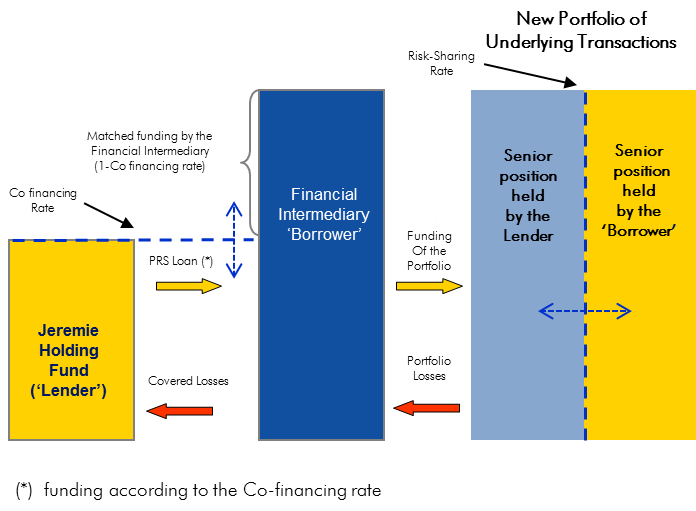 New Portfolio of
Underlying Transactions
Risk-Sharing
Rate
Matched funding by the
Financial Intermediary
(1-Co financing rate)
Co financing
Rate
Financial
Intermediary
‘Borrower’
Senior
position
held
by the
Lender
Senior
position
held
by the
‘Borrower’
Funding
Of the
Portfolio
PRS Loan (*)
Jeremie
Holding
Fund
(‘Lender’)
Covered Losses
Portfolio
Losses
(*) funding according to the Co-financing rate